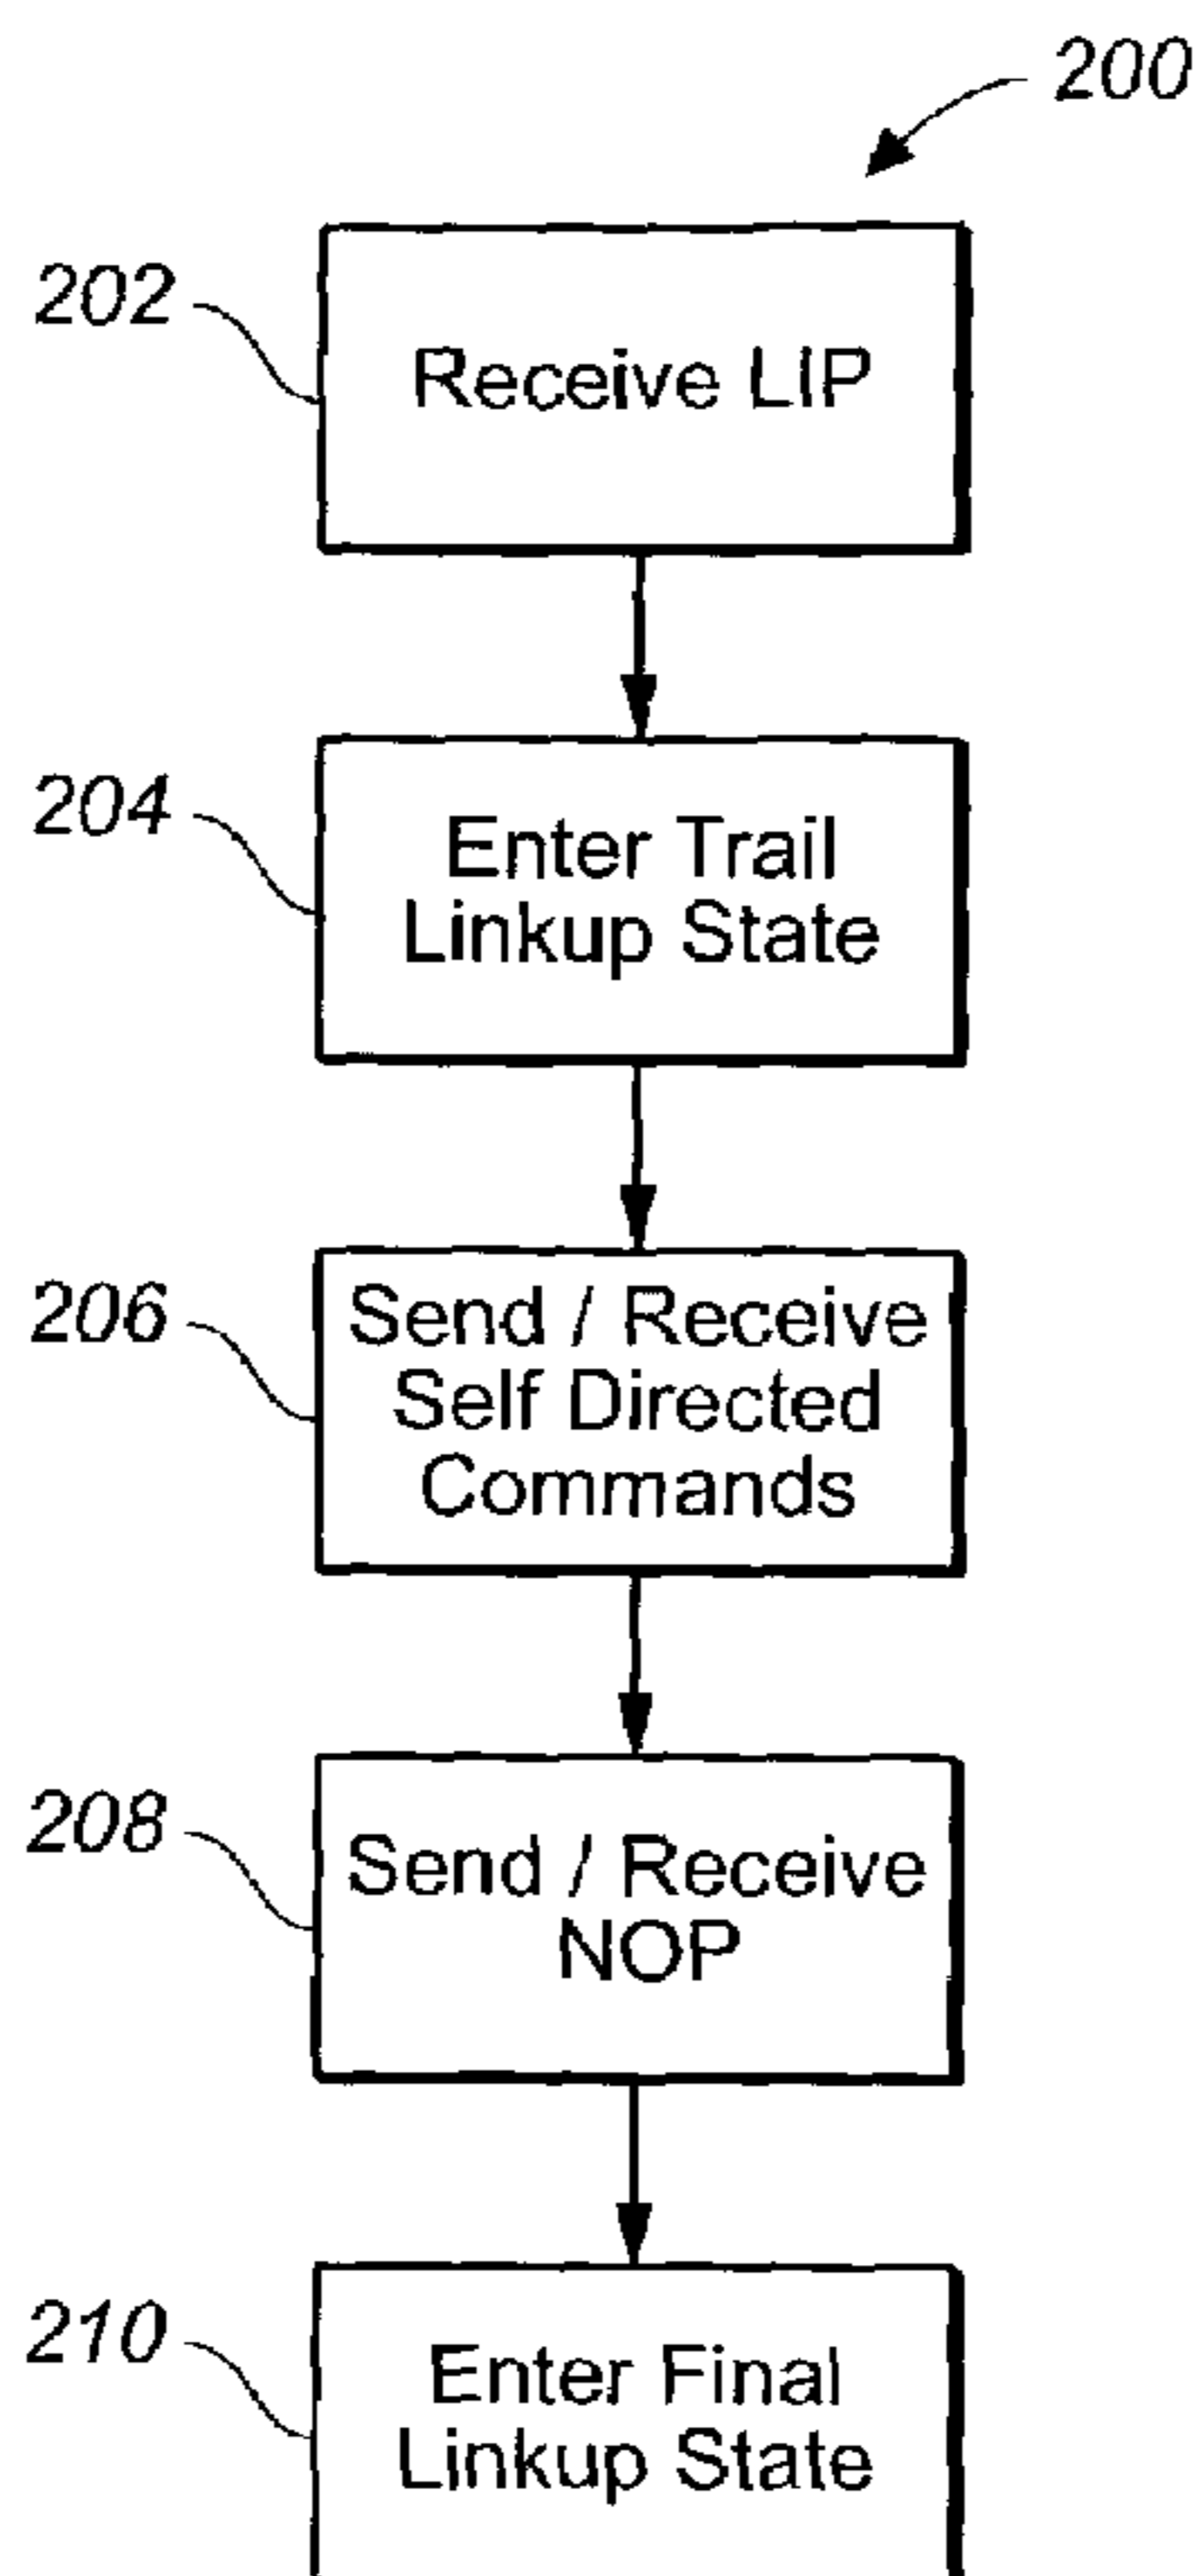 200
202
Receive LIP
204
Enter Trail
Linkup State
206
Send / Receive
Self Directed
Commands
208
Send / Receive
NOP
210
Enter Final
Linkup State